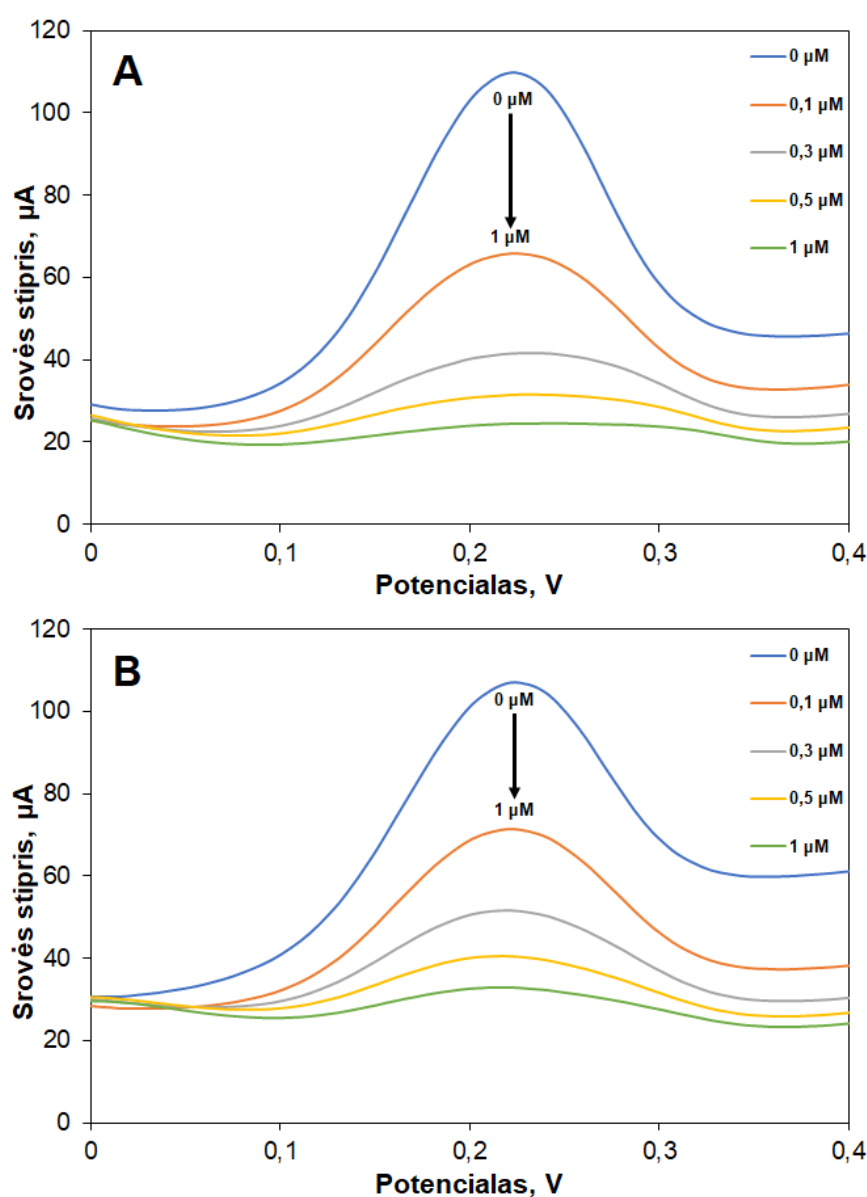 A
120
100
80
60
40
20
0
Srovės stipris, µA
0 µM
1 µM
0 µM
0,1 µM
0,3 µM
0,5 µM
1 µM
0
0,1
0,2
0,3
0,4
Potencialas, V
B
120
100
80
60
40
20
0
Srovės stipris, µA
0 µM
1 µM
0 µM
0,1 µM
0,3 µM
0,5 µM
1 µM
0
0,1
0,2
0,3
0,4
Potencialas, V